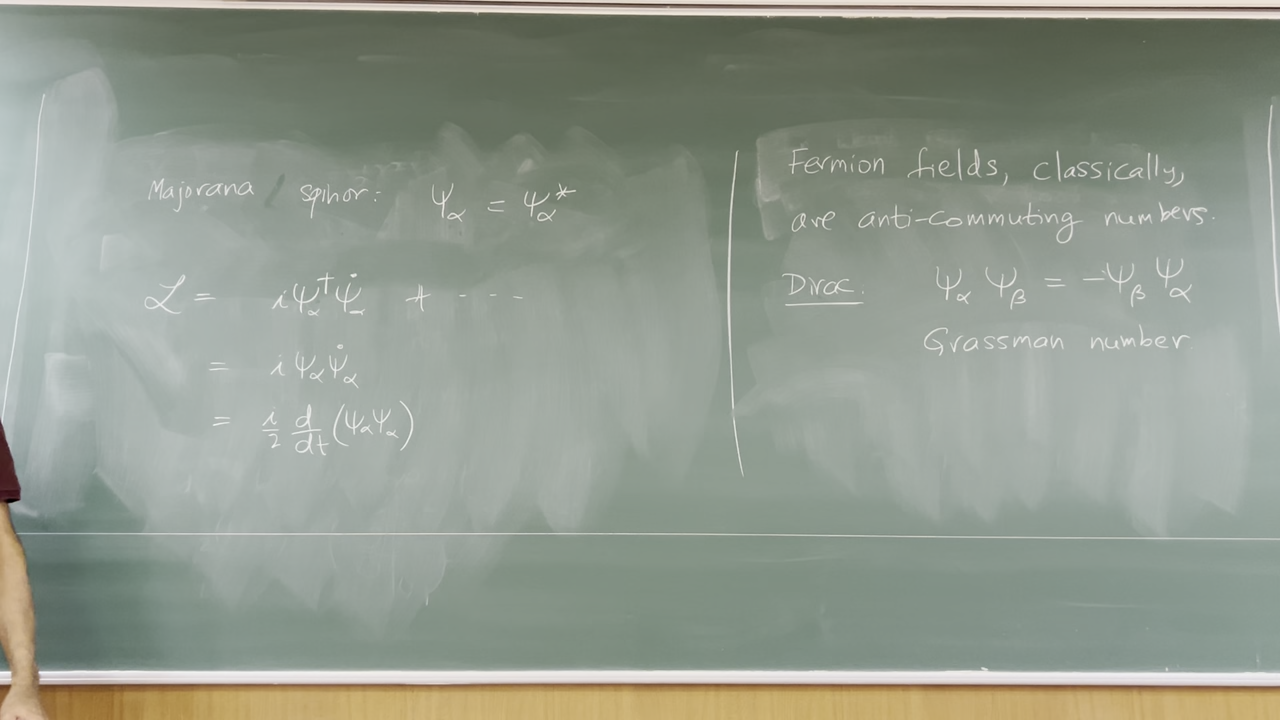 Majorana spinor: Ψ_α = Ψ_α*
ℒ = iΨ_α†Ψ̇_α + ---
= iΨ_αΨ̇_α
= i/2 d/dt (Ψ_αΨ_α)
Fermion fields, classically,
are anti-commuting numbers.
Dirac. Ψ_α Ψ_β = -Ψ_β Ψ_α
Grassman number